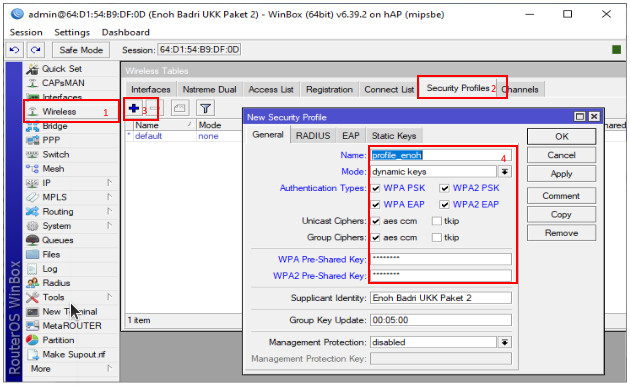 admin@64:D1:54:B9:DF:0D (Enoh Badri UKK Paket 2) - WinBox (64bit) v6.39.2 on hAP (mipsbe)
Session Settings Dashboard
Safe Mode Session: 64:D1:54:B9:DF:0D
Quick Set
CAPsMAN
Interfaces
Wireless 1
Bridge
PPP
Switch
Mesh
IP
MPLS
Routing
System
Queues
Files
Log
Radius
Tools
New Terminal
MetaROUTER
Partition
Make Supout.rif
More
RouterOS WinBox
Wireless Tables
Interfaces Nstreme Dual Access List Registration Connect List Security Profiles 2 Channels
3
Name Mode
* default none
1 item
New Security Profile
General RADIUS EAP Static Keys
Name: profile_enoh 4
Mode: dynamic keys
Authentication Types: WPA PSK WPA2 PSK
WPA EAP WPA2 EAP
Unicast Ciphers: aes ccm tkip
Group Ciphers: aes ccm tkip
WPA Pre-Shared Key: ********
WPA2 Pre-Shared Key: ********
Supplicant Identity: Enoh Badri UKK Paket 2
Group Key Update: 00:05:00
Management Protection: disabled
Management Protection Key:
OK
Cancel
Apply
Comment
Copy
Remove